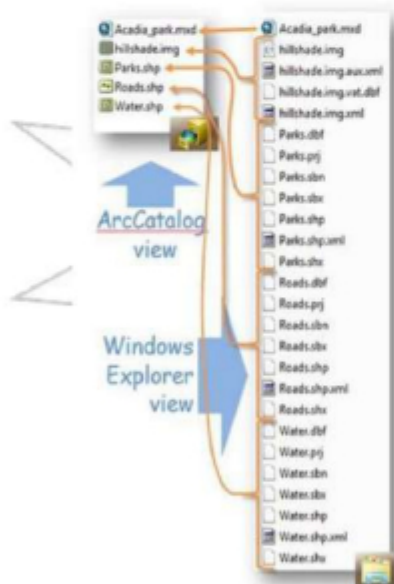 Acadia_park.mxd
hillshade.img
Parks.shp
Roads.shp
Water.shp
ArcCatalog
view
Windows
Explorer
view
Acadia_park.mxd
hillshade.img
hillshade.img.aux.xml
hillshade.img.vat.dbf
hillshade.img.xml
Parks.dbf
Parks.prj
Parks.sbn
Parks.sbx
Parks.shp
Parks.shp.xml
Parks.shx
Roads.dbf
Roads.prj
Roads.sbn
Roads.sbx
Roads.shp
Roads.shp.xml
Roads.shx
Water.dbf
Water.prj
Water.sbn
Water.sbx
Water.shp
Water.shp.xml
Water.shx